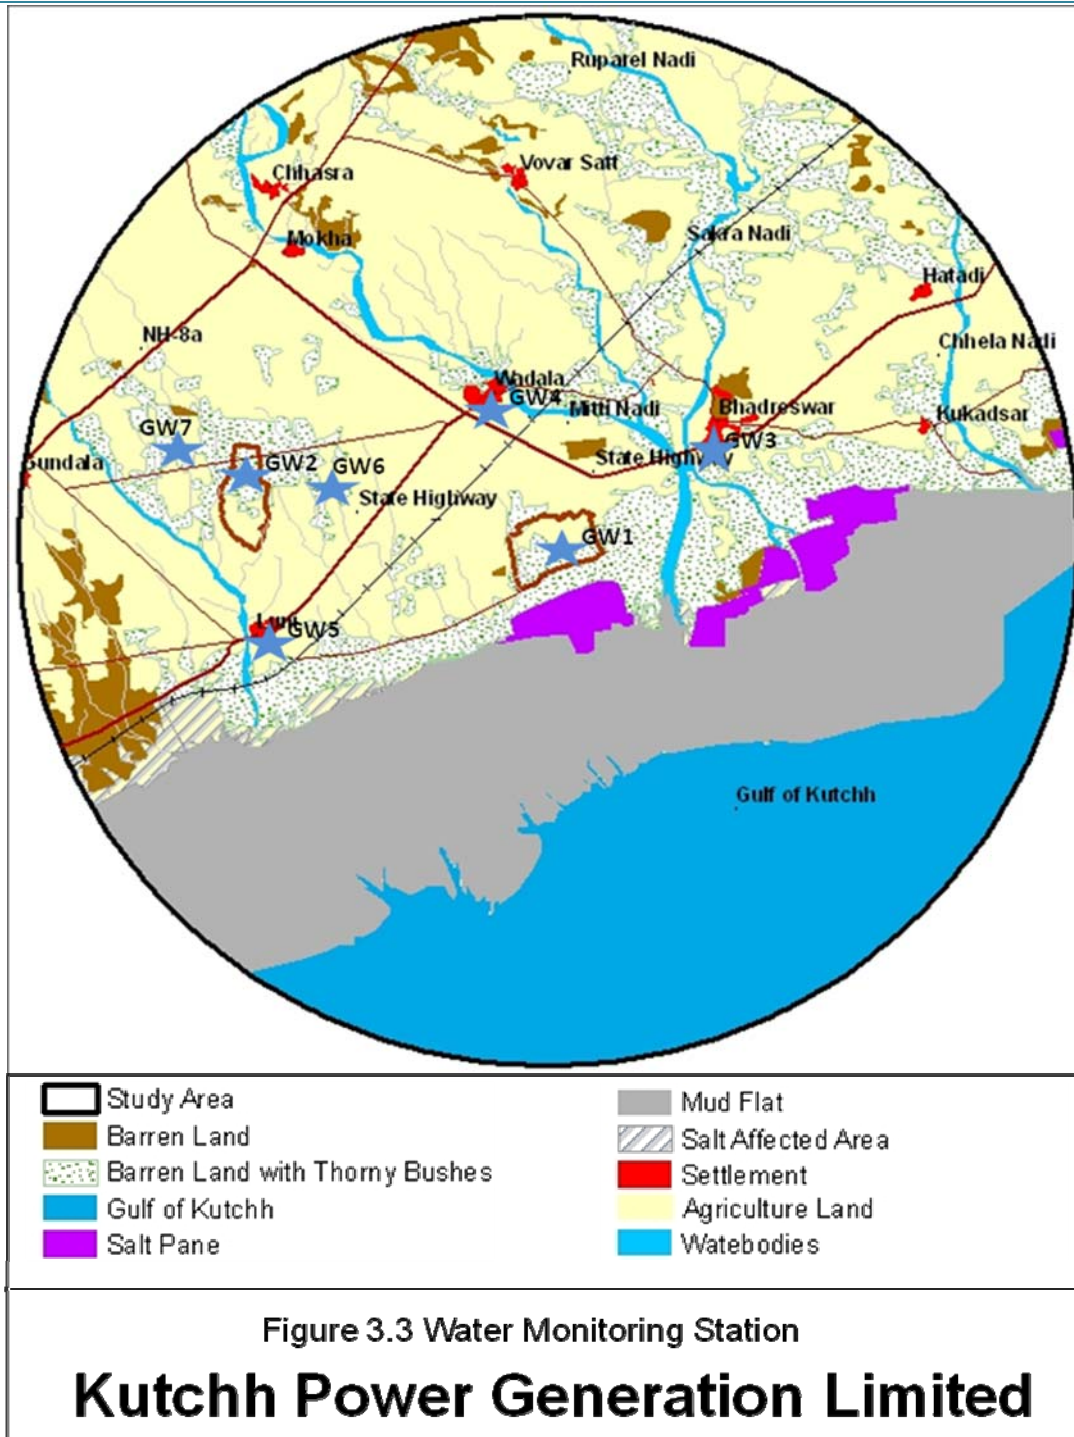 Ruparel Nadi
Vovar Satt
Chhasra
Mokha
Sakra Nadi
Hatadi
NH-8a
Chhela Nadi
Wadala
GW4
Mitti Nadi
Bhadreswar
Kukadsar
GW7
GW3
State Highway
GW2
GW6
State Highway
GW1
GW5
Gulf of Kutchh
Study Area
Barren Land
Barren Land with Thorny Bushes
Gulf of Kutchh
Salt Pane
Mud Flat
Salt Affected Area
Settlement
Agriculture Land
Watebodies
Figure 3.3 Water Monitoring Station
Kutchh Power Generation Limited